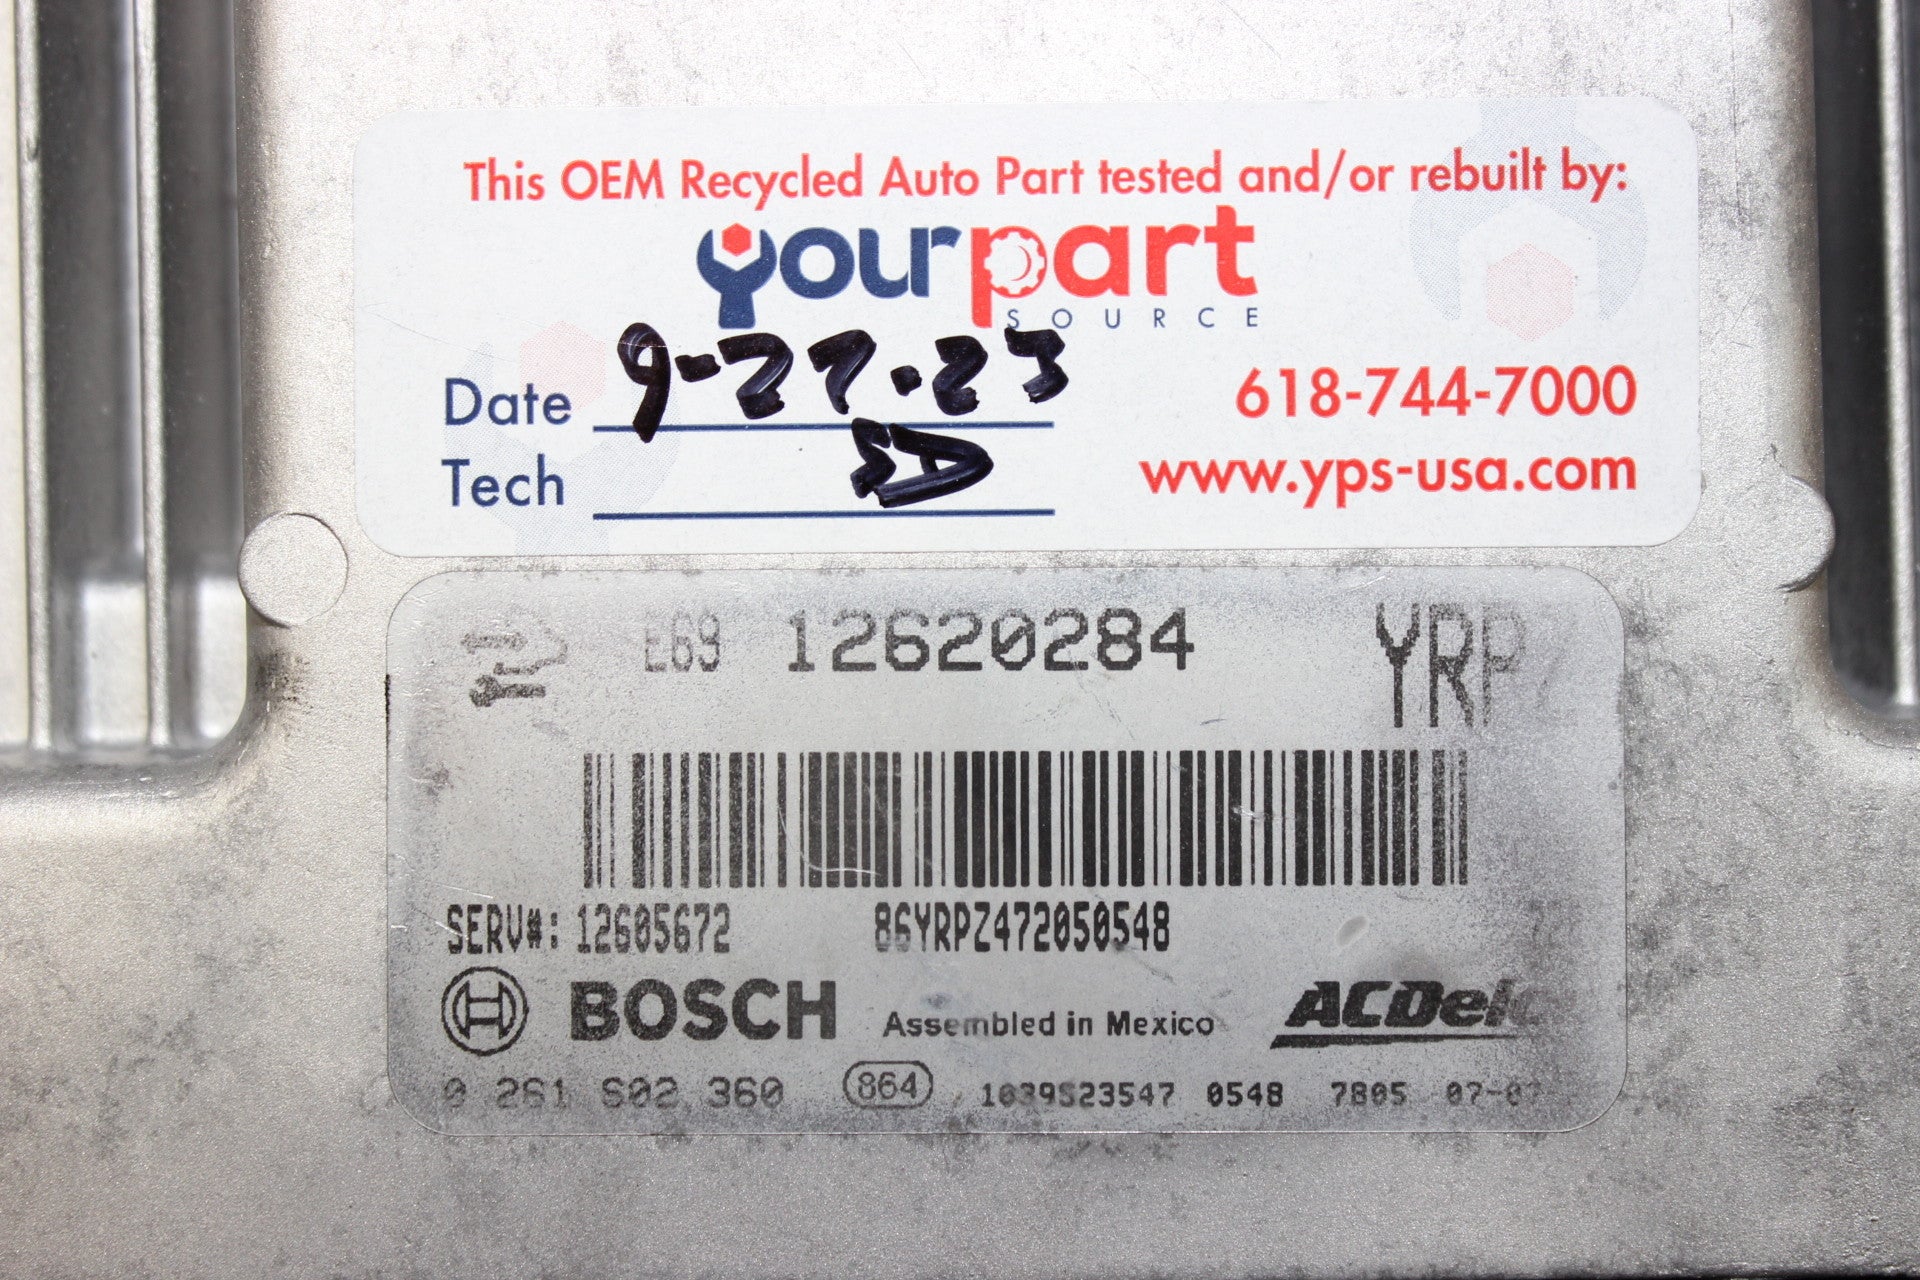 This OEM Recycled Auto Part tested and/or rebuilt by:
yourpart
SOURCE
Date 9-27.23
618-744-7000
Tech
www.yps-usa.com
E69 12620284 YRPZ
SERV#: 12605672 86YRPZ472050548
BOSCH Assembled in Mexico ACDelco
0 261 S02 360 864 1039S23547 0548 7805